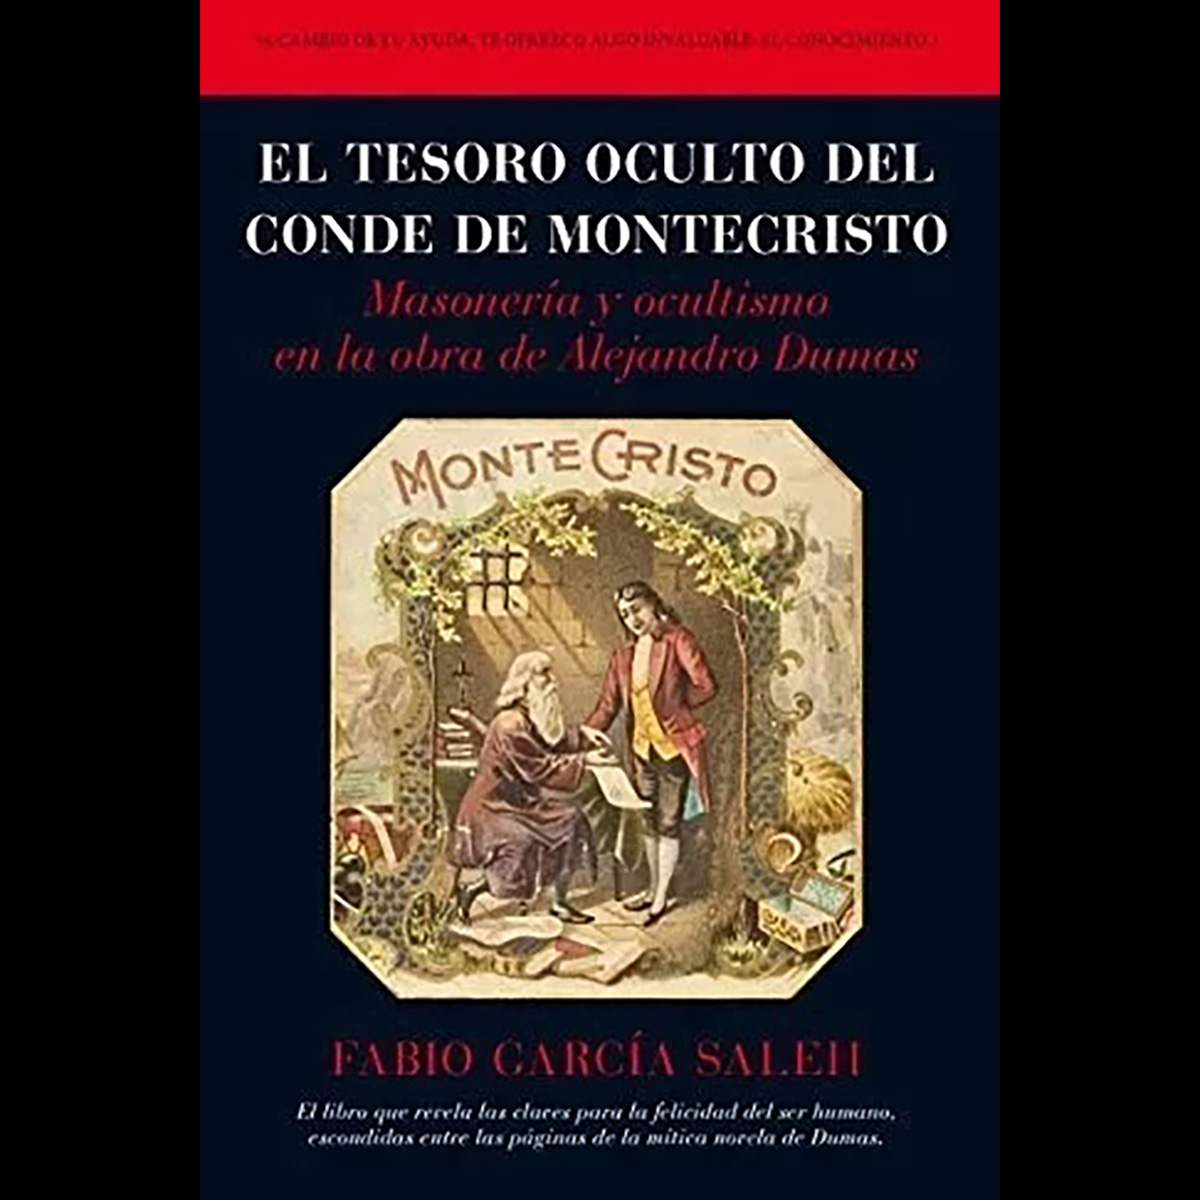 «A CAMBIO DE TU AYUDA, TE OFREZCO ALGO INVALUABLE: EL CONOCIMIENTO.»
EL TESORO OCULTO DEL
CONDE DE MONTECRISTO
Masonería y ocultismo
en la obra de Alejandro Dumas
MONTE CRISTO
FABIO GARCÍA SALEH
El libro que revela las claves para la felicidad del ser humano,
escondidas entre las páginas de la mítica novela de Dumas.